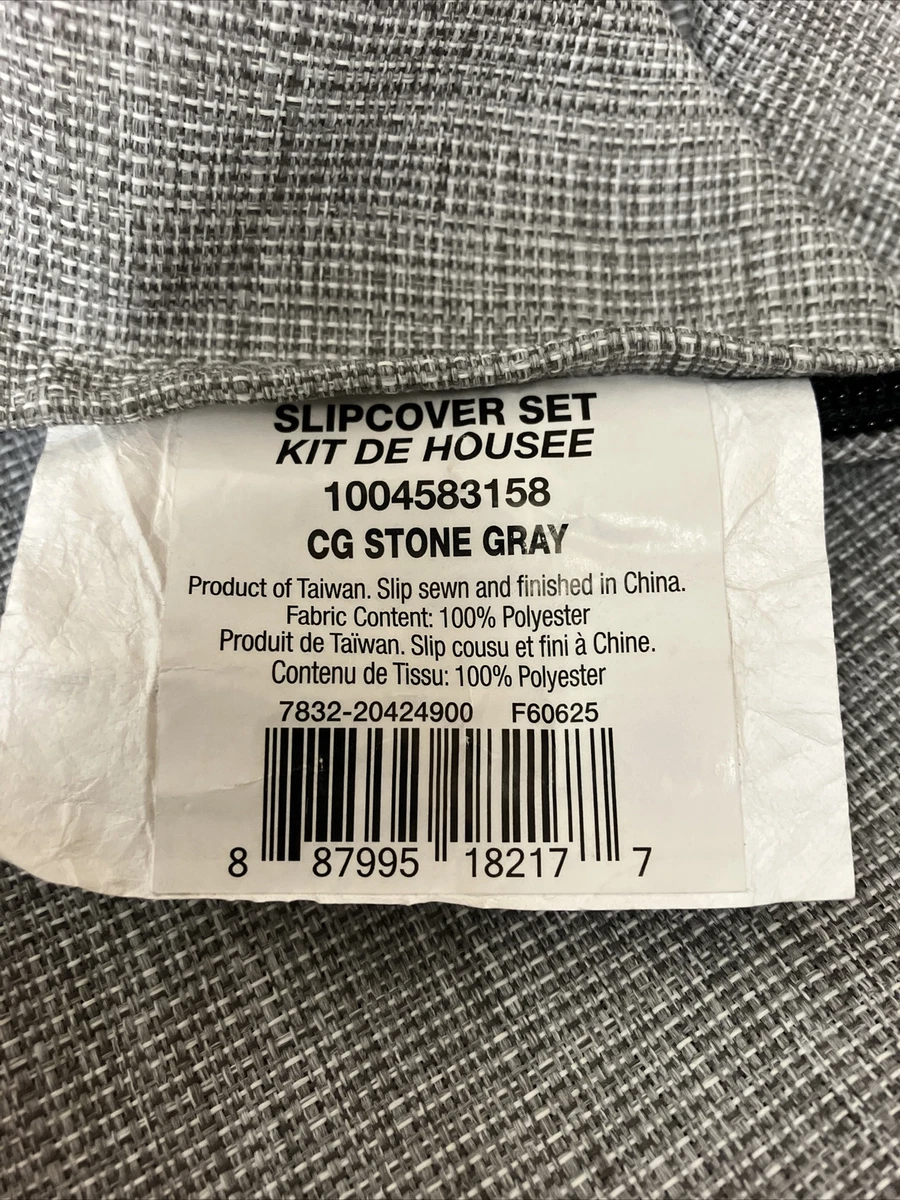 SLIPCOVER SET
KIT DE HOUSEE
1004583158
CG STONE GRAY
Product of Taiwan. Slip sewn and finished in China.
Fabric Content: 100% Polyester
Produit de Taïwan. Slip cousu et fini à Chine.
Contenu de Tissu: 100% Polyester
7832-20424900 F60625
8 87995 18217 7